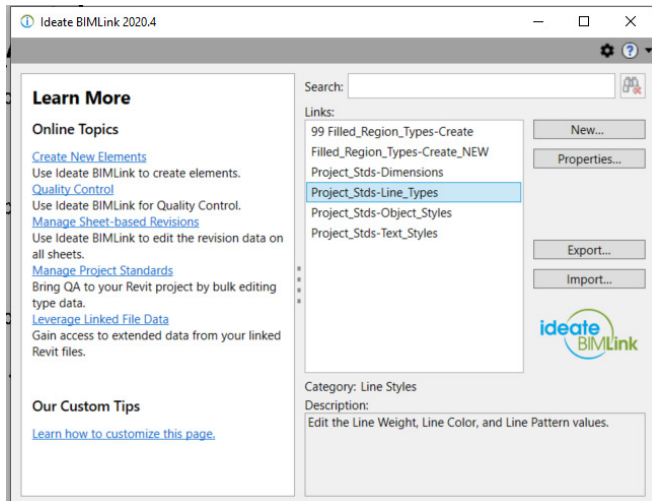 Ideate BIMLink 2020.4
Learn More
Online Topics
Create New Elements
Use Ideate BIMLink to create elements.
Quality Control
Use Ideate BIMLink for Quality Control.
Manage Sheet-based Revisions
Use Ideate BIMLink to edit the revision data on
all sheets.
Manage Project Standards
Bring QA to your Revit project by bulk editing
type data.
Leverage Linked File Data
Gain access to extended data from your linked
Revit files.
Our Custom Tips
Learn how to customize this page.
Search:
Links:
99 Filled_Region_Types-Create
Filled_Region_Types-Create_NEW
Project_Stds-Dimensions
Project_Stds-Line_Types
Project_Stds-Object_Styles
Project_Stds-Text_Styles
New...
Properties...
Export...
Import...
ideate
BIMLink
Category: Line Styles
Description:
Edit the Line Weight, Line Color, and Line Pattern values.